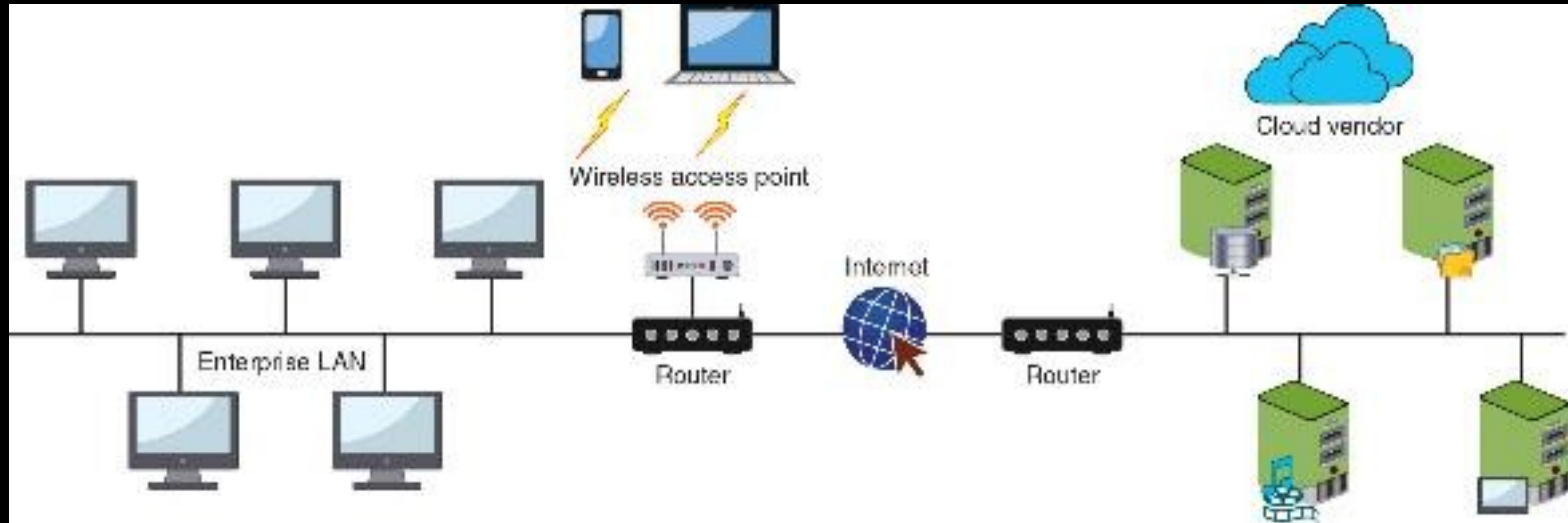 Cloud vendor
Wireless access point
Internet
Enterprise LAN
Router
Router